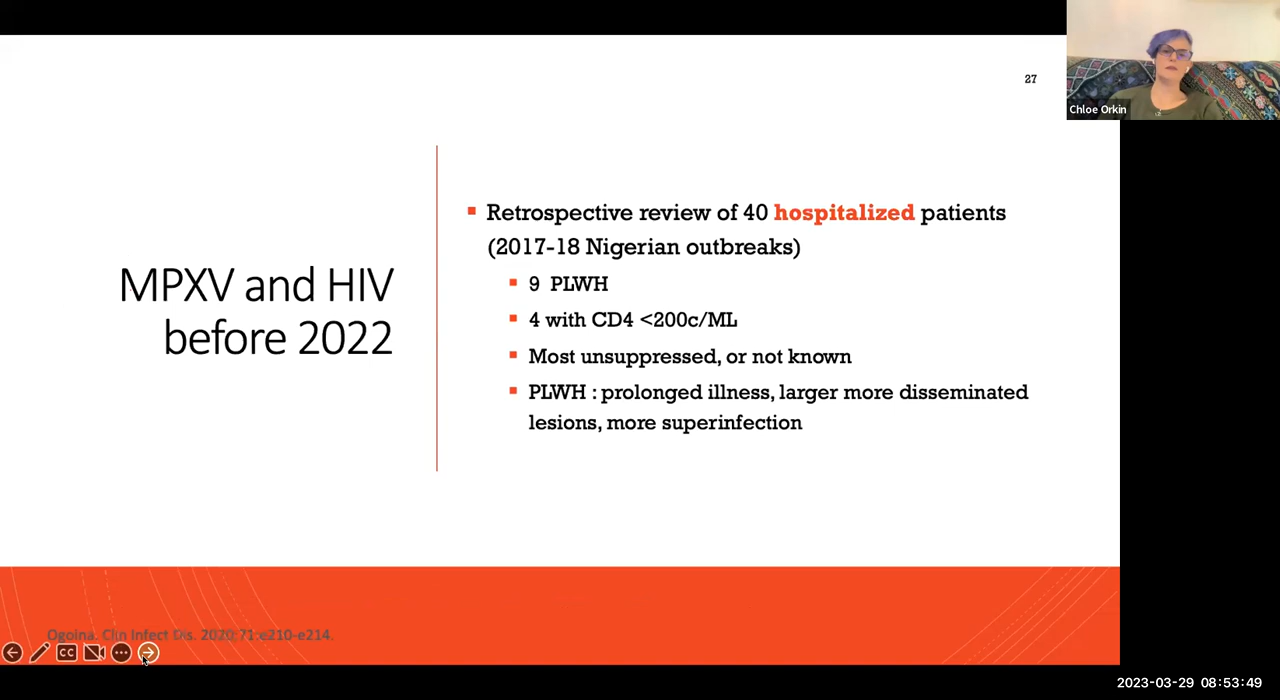 27
Chloe Orkin
MPXV and HIV
before 2022
Retrospective review of 40 hospitalized patients
(2017-18 Nigerian outbreaks)
9 PLWH
4 with CD4 <200c/ML
Most unsuppressed, or not known
PLWH : prolonged illness, larger more disseminated
lesions, more superinfection
Ogoina. Clin Infect Dis. 2020;71:e210-e214.
CC
2023-03-29 08:53:49